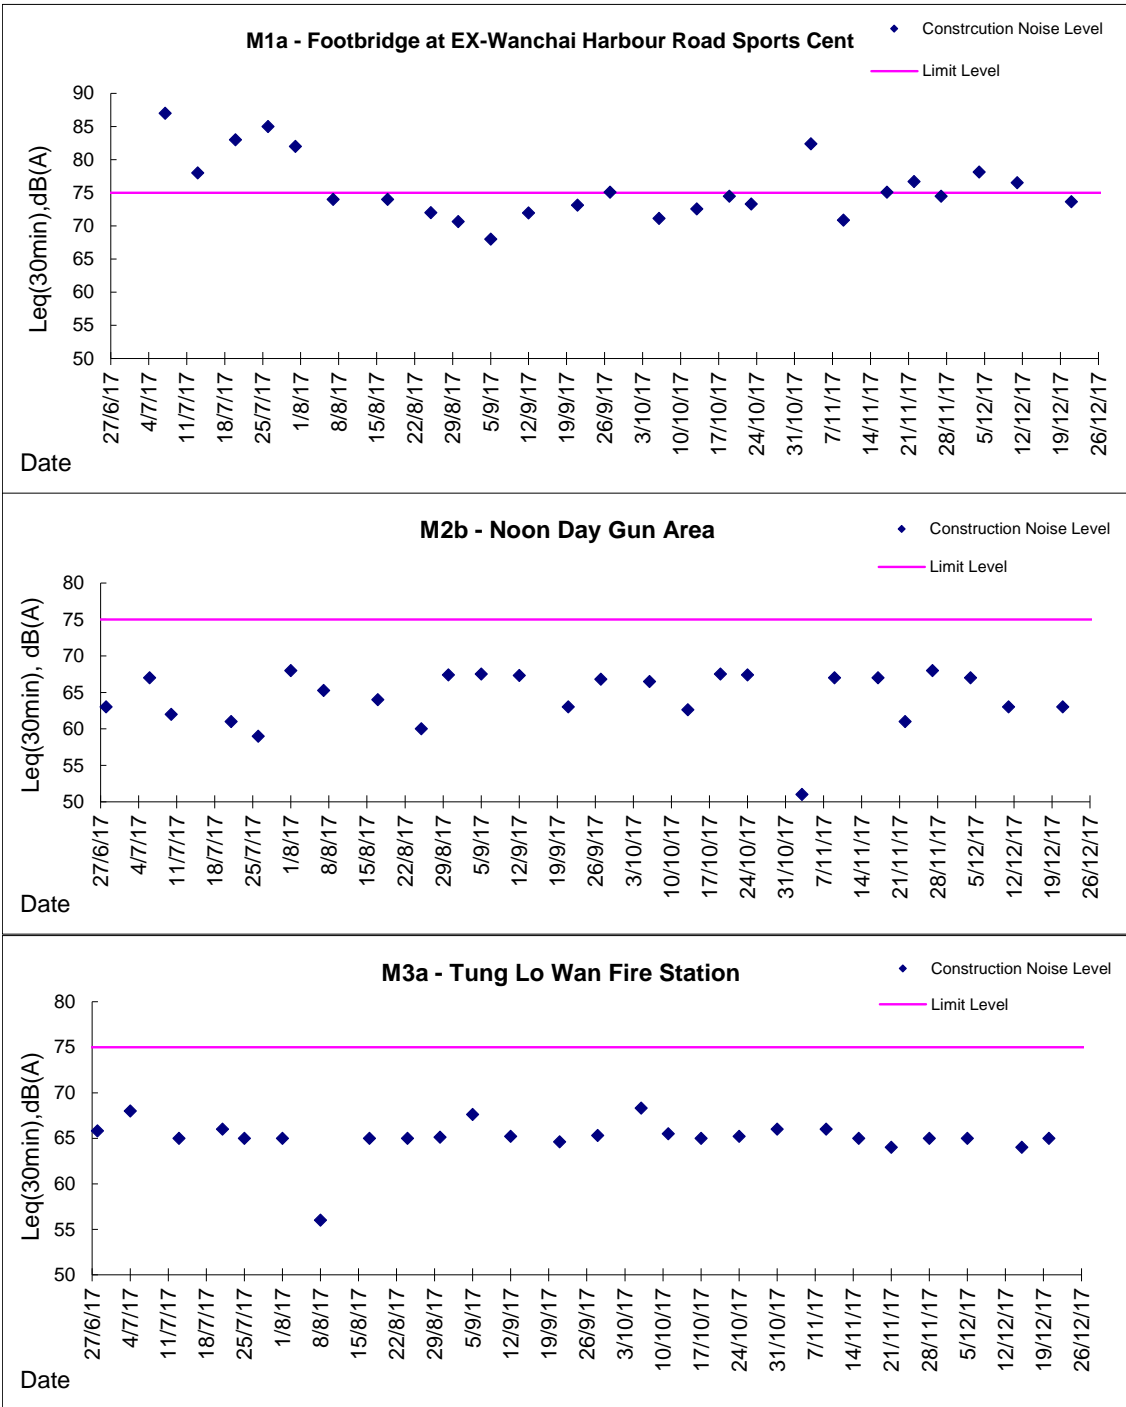 M1a - Footbridge at EX-Wanchai Harbour Road Sports Cent
Constrcution Noise Level
Limit Level
Leq(30min),dB(A)
90
85
80
75
70
65
60
55
50
27/6/17 4/7/17 11/7/17 18/7/17 25/7/17 1/8/17 8/8/17 15/8/17 22/8/17 29/8/17 5/9/17 12/9/17 19/9/17 26/9/17 3/10/17 10/10/17 17/10/17 24/10/17 31/10/17 7/11/17 14/11/17 21/11/17 28/11/17 5/12/17 12/12/17 19/12/17 26/12/17
Date
M2b - Noon Day Gun Area
Construction Noise Level
Limit Level
Leq(30min), dB(A)
80
75
70
65
60
55
50
27/6/17 4/7/17 11/7/17 18/7/17 25/7/17 1/8/17 8/8/17 15/8/17 22/8/17 29/8/17 5/9/17 12/9/17 19/9/17 26/9/17 3/10/17 10/10/17 17/10/17 24/10/17 31/10/17 7/11/17 14/11/17 21/11/17 28/11/17 5/12/17 12/12/17 19/12/17 26/12/17
Date
M3a - Tung Lo Wan Fire Station
Construction Noise Level
Limit Level
Leq(30min),dB(A)
80
75
70
65
60
55
50
27/6/17 4/7/17 11/7/17 18/7/17 25/7/17 1/8/17 8/8/17 15/8/17 22/8/17 29/8/17 5/9/17 12/9/17 19/9/17 26/9/17 3/10/17 10/10/17 17/10/17 24/10/17 31/10/17 7/11/17 14/11/17 21/11/17 28/11/17 5/12/17 12/12/17 19/12/17 26/12/17
Date